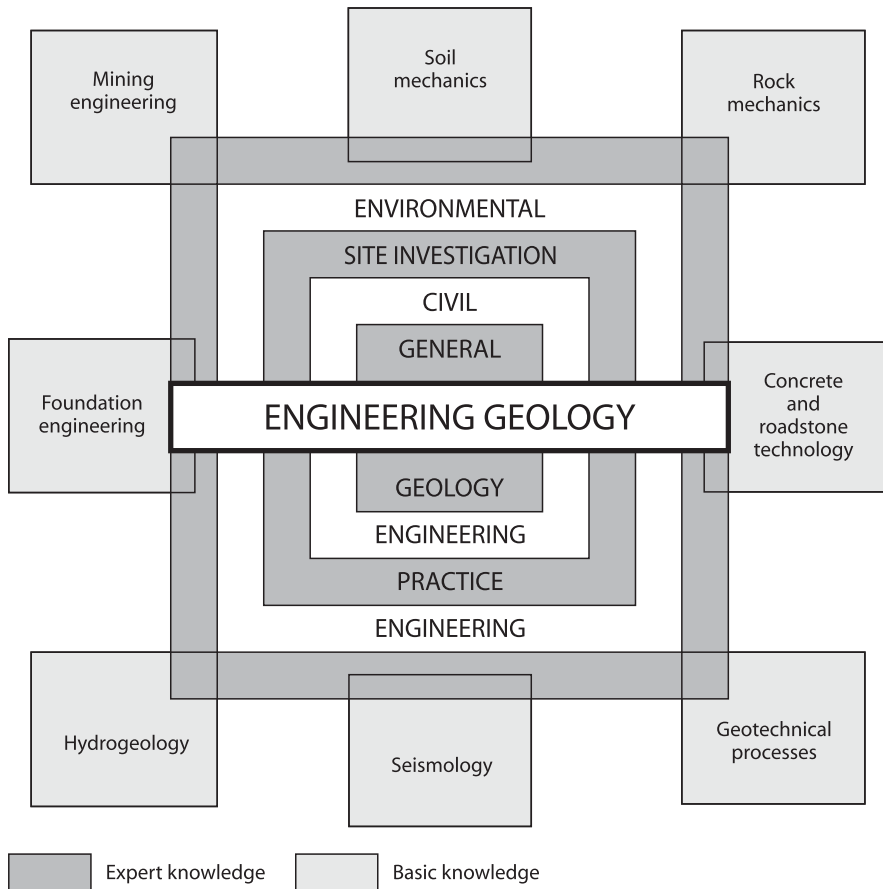 Mining
engineering
Soil
mechanics
Rock
mechanics
ENVIRONMENTAL
SITE INVESTIGATION
CIVIL
GENERAL
Foundation
engineering
ENGINEERING GEOLOGY
Concrete
and
roadstone
technology
GEOLOGY
ENGINEERING
PRACTICE
ENGINEERING
Hydrogeology
Seismology
Geotechnical
processes
Expert knowledge
Basic knowledge